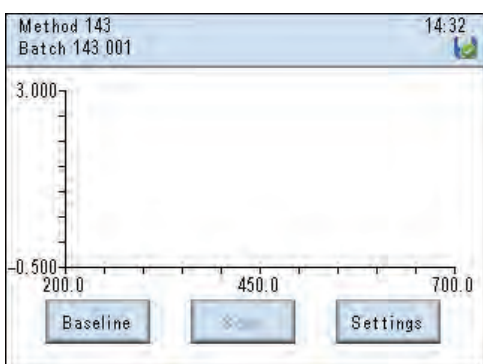 Method 143 14:32
Batch 143 001
3.000
-0.500
200.0 450.0 700.0
Baseline Scan Settings